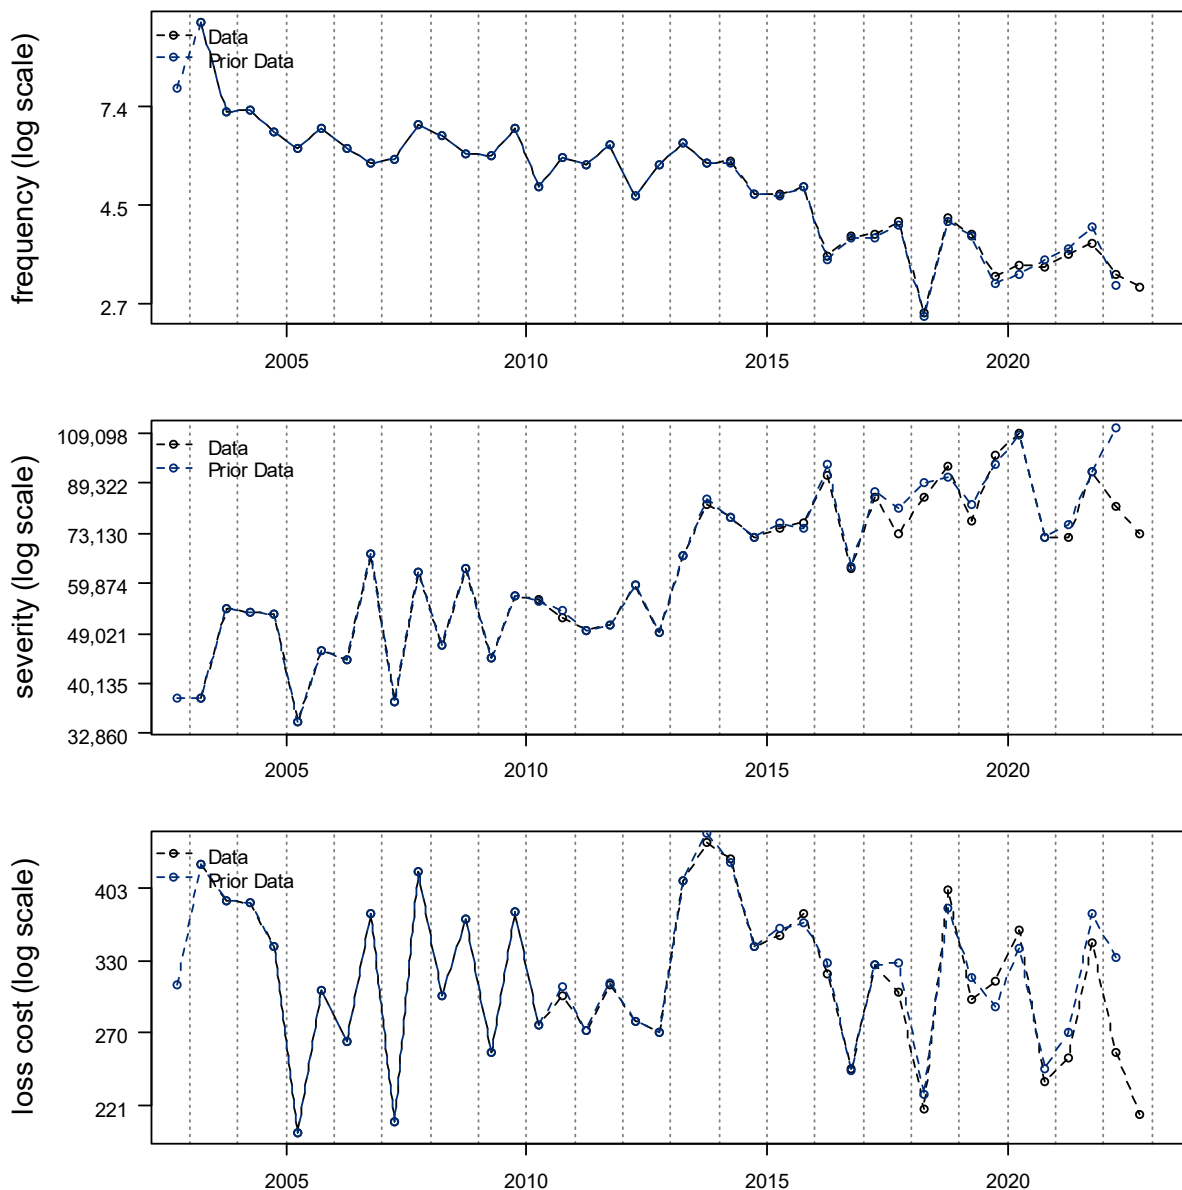 frequency (log scale)
Data
Prior Data
7.4
4.5
2.7
2005 2010 2015 2020
severity (log scale)
Data
Prior Data
109,098
89,322
73,130
59,874
49,021
40,135
32,860
2005 2010 2015 2020
loss cost (log scale)
Data
Prior Data
403
330
270
221
2005 2010 2015 2020